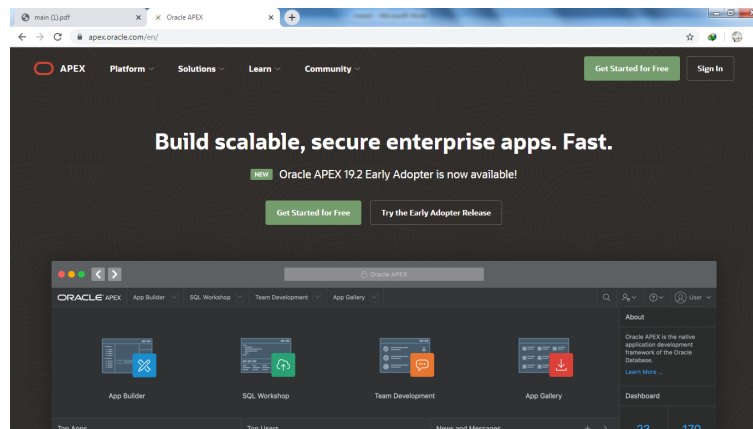 main (1).pdf
Oracle APEX
apex.oracle.com/en/
APEX Platform Solutions Learn Community Get Started for Free Sign In
Build scalable, secure enterprise apps. Fast.
NEW Oracle APEX 19.2 Early Adopter is now available!
Get Started for Free Try the Early Adopter Release
Oracle APEX
ORACLE APEX App Builder SQL Workshop Team Development App Gallery User
About
Oracle APEX is the native
application development
framework of the Oracle
Database.
Learn More ...
App Builder SQL Workshop Team Development App Gallery
Dashboard
Top Apps Top Users News and Messages
23 170